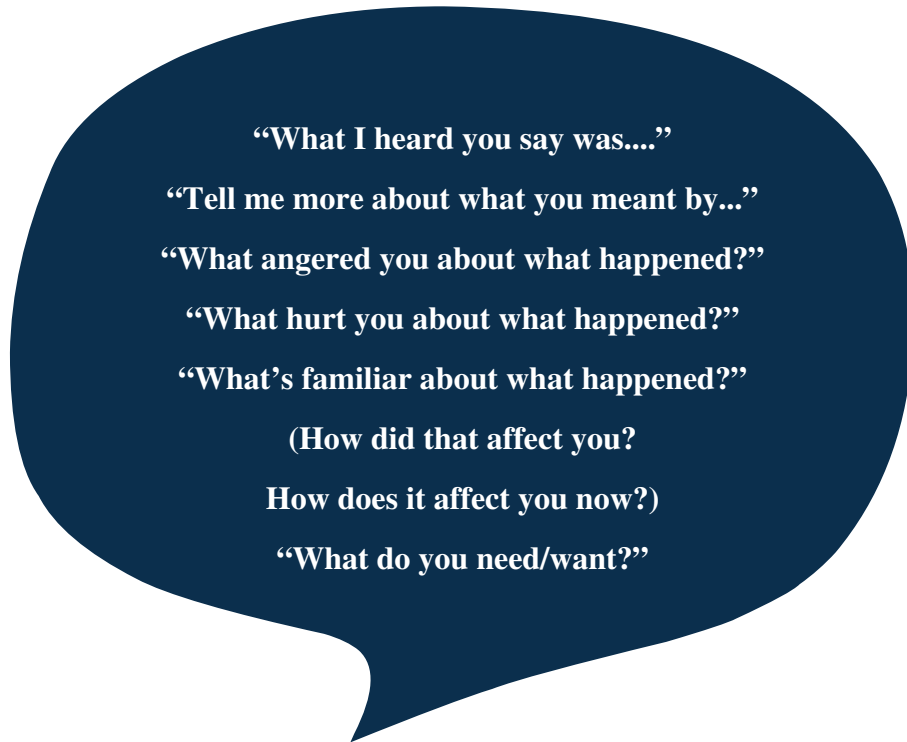 “What I heard you say was....”
“Tell me more about what you meant by...”
“What angered you about what happened?”
“What hurt you about what happened?”
“What’s familiar about what happened?”
(How did that affect you?
How does it affect you now?)
“What do you need/want?”